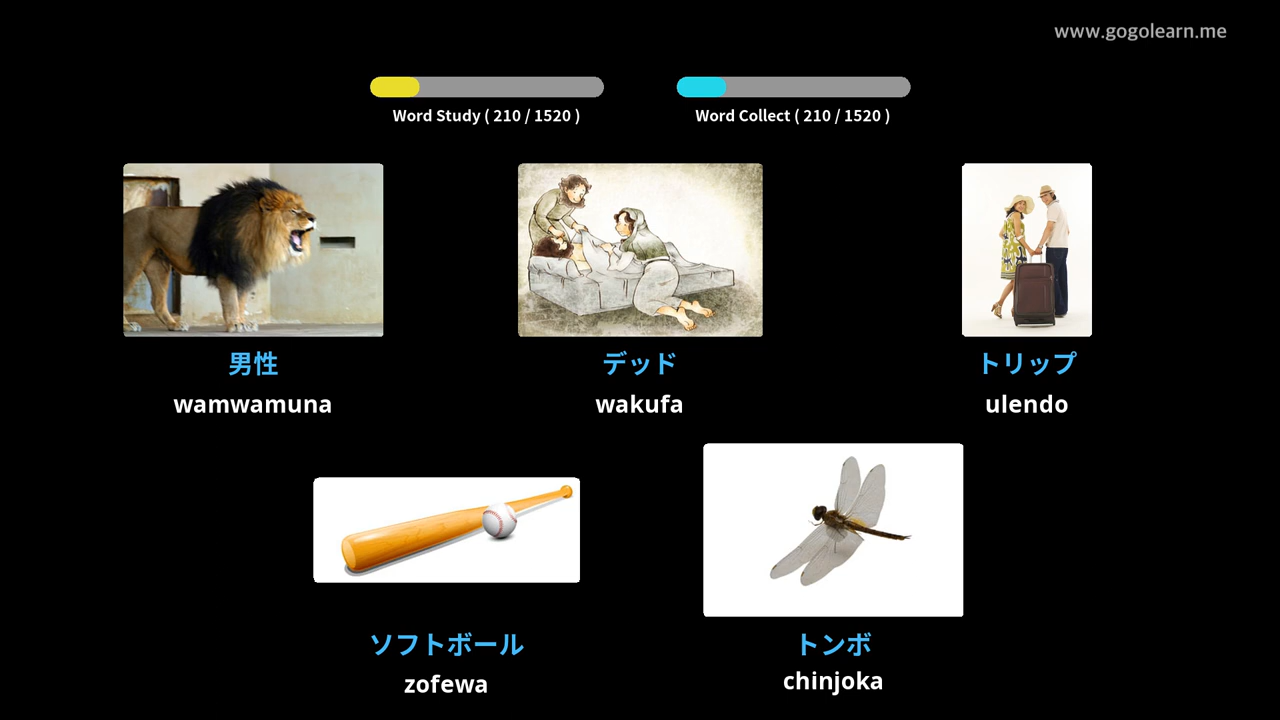 www.gogolearn.me
Word Study ( 210 / 1520 )
Word Collect ( 210 / 1520 )
男性
デッド
トリップ
wamwamuna
wakufa
ulendo
ソフトボール
トンボ
zofewa
chinjoka